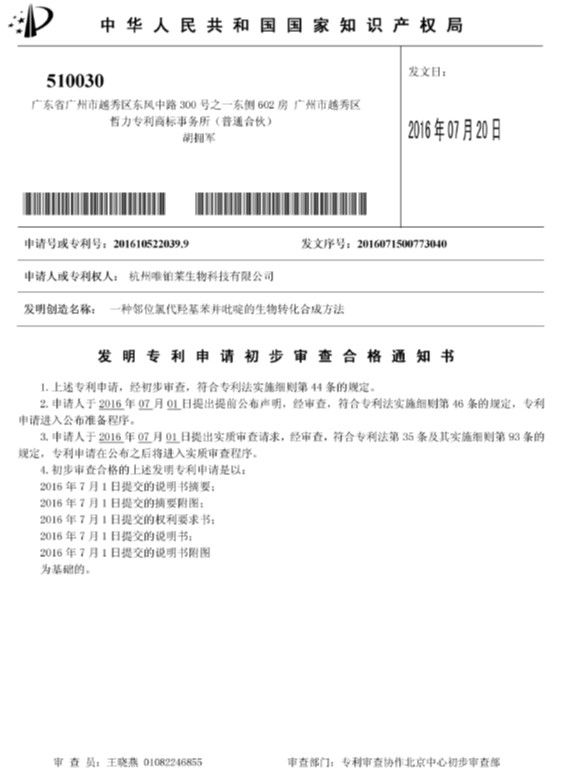 中华人民共和国国家知识产权局
510030
发文日：
广东省广州市越秀区东风中路 300 号之一东侧 602 房 广州市越秀区
哲力专利商标事务所（普通合伙）
胡拥军
2016 年 07 月 20 日
申请号或专利号：201610522039.9
发文序号：2016071500773040
申请人或专利权人：杭州唯铂莱生物科技有限公司
发明创造名称：一种邻位氯代羟基苯并吡啶的生物转化合成方法
发明专利申请初步审查合格通知书
1.上述专利申请，经初步审查，符合专利法实施细则第 44 条的规定。
2.申请人于 2016 年 07 月 01 日提出提前公布声明，经审查，符合专利法实施细则第 46 条的规定，专利
申请进入公布准备程序。
3.申请人于 2016 年 07 月 01 日提出实质审查请求，经审查，符合专利法第 35 条及其实施细则第 93 条的
规定，专利申请在公布之后将进入实质审查程序。
4.初步审查合格的上述发明专利申请是以：
2016 年 7 月 1 日提交的说明书摘要；
2016 年 7 月 1 日提交的摘要附图；
2016 年 7 月 1 日提交的权利要求书；
2016 年 7 月 1 日提交的说明书；
2016 年 7 月 1 日提交的说明书附图
为基础的。
审 查 员：王晓燕 01082246855
审查部门：专利审查协作北京中心初步审查部